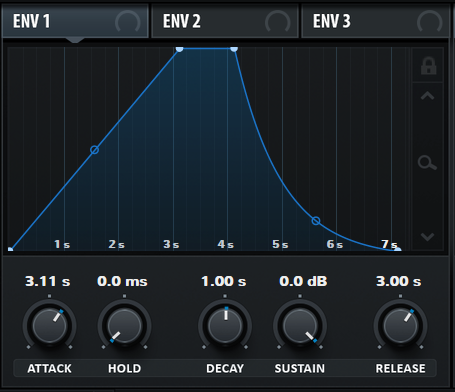 ENV 1 ENV 2 ENV 3
1 s 2 s 3 s 4 s 5 s 6 s 7 s
3.11 s 0.0 ms 1.00 s 0.0 dB 3.00 s
ATTACK HOLD DECAY SUSTAIN RELEASE